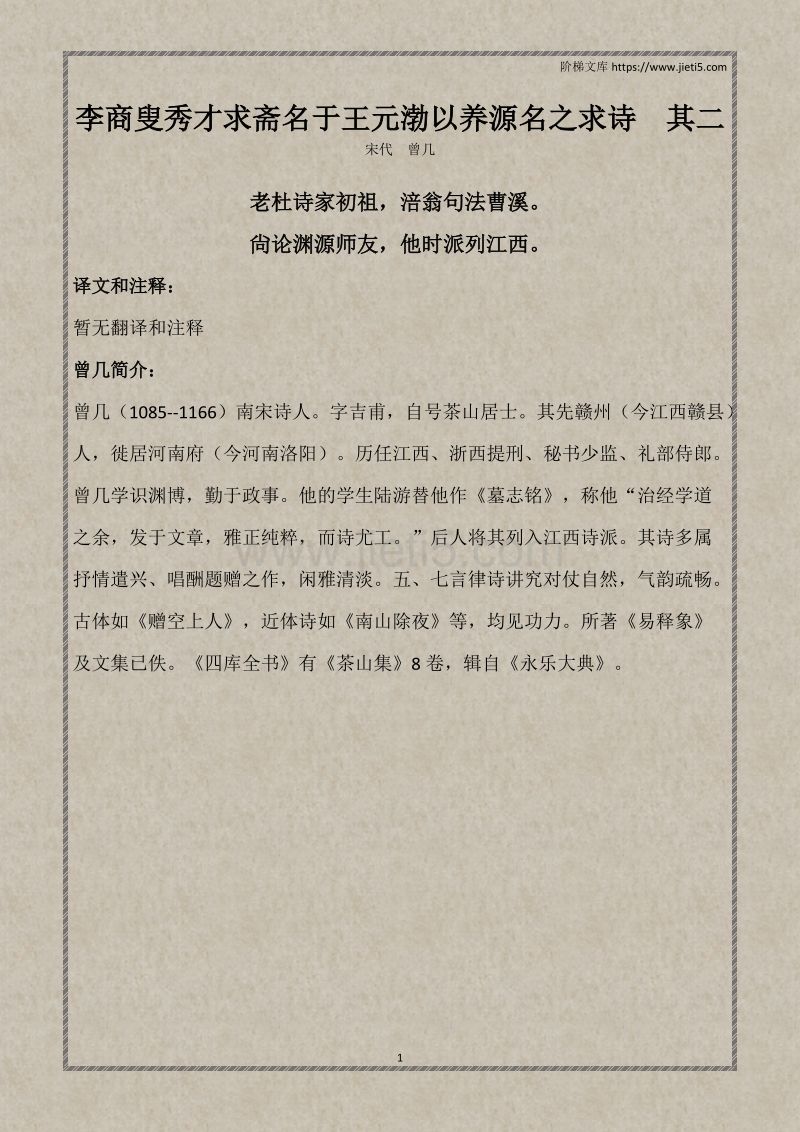 阶梯文库 https://www.jieti5.com
李商叟秀才求斋名于王元渤以养源名之求诗　其二
宋代　曾几
老杜诗家初祖，涪翁句法曹溪。
尚论渊源师友，他时派列江西。
译文和注释：
暂无翻译和注释
曾几简介：
曾几（1085--1166）南宋诗人。字吉甫，自号茶山居士。其先赣州（今江西赣县）
人，徙居河南府（今河南洛阳）。历任江西、浙西提刑、秘书少监、礼部侍郎。
曾几学识渊博，勤于政事。他的学生陆游替他作《墓志铭》，称他“治经学道
之余，发于文章，雅正纯粹，而诗尤工。”后人将其列入江西诗派。其诗多属
抒情遣兴、唱酬题赠之作，闲雅清淡。五、七言律诗讲究对仗自然，气韵疏畅。
古体如《赠空上人》，近体诗如《南山除夜》等，均见功力。所著《易释象》
及文集已佚。《四库全书》有《茶山集》8 卷，辑自《永乐大典》。
1